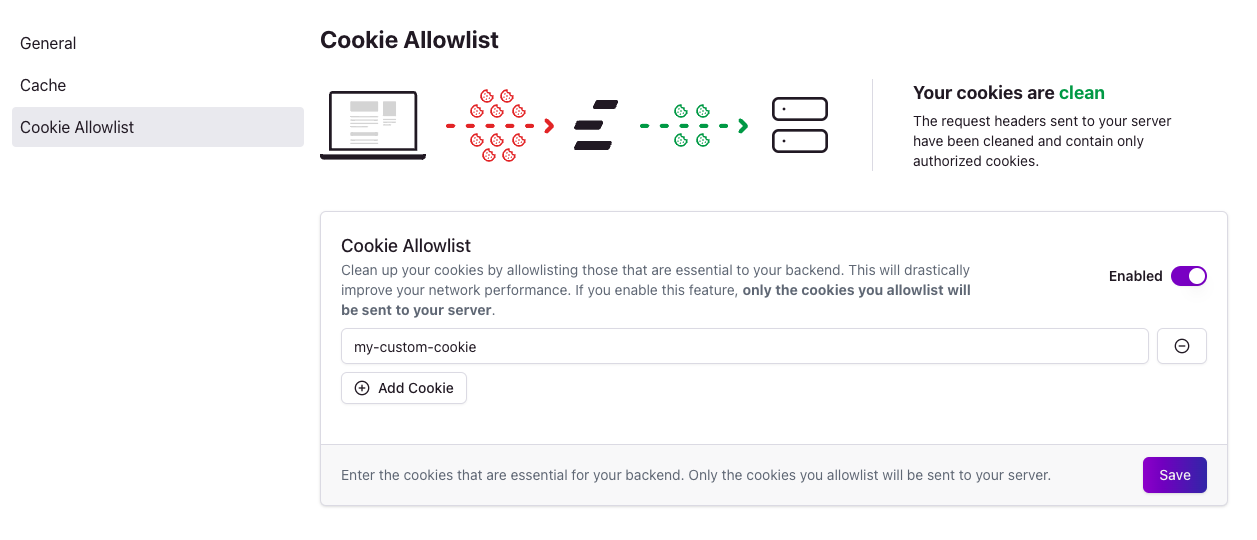 General
Cache
Cookie Allowlist
Cookie Allowlist
Your cookies are clean
The request headers sent to your server
have been cleaned and contain only
authorized cookies.
Cookie Allowlist
Clean up your cookies by allowlisting those that are essential to your backend. This will drastically
improve your network performance. If you enable this feature, only the cookies you allowlist will
be sent to your server.
Enabled
my-custom-cookie
Add Cookie
Enter the cookies that are essential for your backend. Only the cookies you allowlist will be sent to your server.
Save